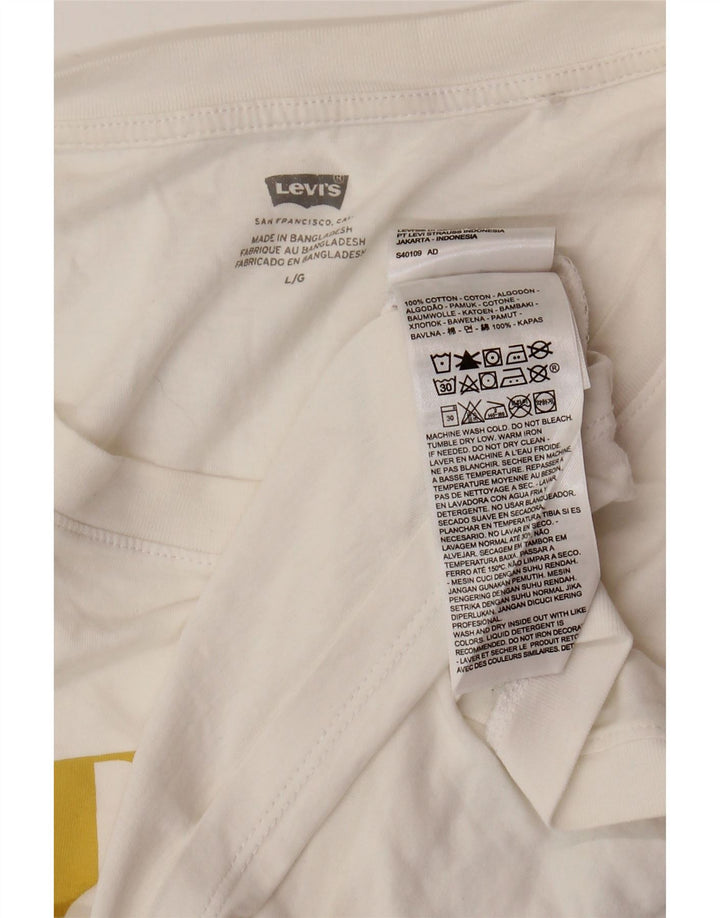 LEVI'S ®
SAN FRANCISCO, CAL
MADE IN BANGLADESH
FABRIQUE AU BANGLADESH
FABRICADO EN BANGLADESH
L/G
PT LEVI STRAUSS INDONESIA
JAKARTA - INDONESIA
S40109 AD
100% COTTON - COTON - ALGODÓN -
ALGODÃO - PAMUK - COTONE -
BAUMWOLLE - KATOEN - BAMBAKI -
ХЛОПОК - BAWEŁNA - PAMUT -
BAVLNA - 棉 - 면 - 綿 100% - KAPAS
30 ®
30
MACHINE WASH COLD. DO NOT BLEACH.
TUMBLE DRY LOW. WARM IRON
IF NEEDED. DO NOT DRY CLEAN -
LAVER EN MACHINE A L'EAU FROIDE.
NE PAS BLANCHIR. SECHER EN MACHINE
A BASSE TEMPERATURE. REPASSER A
TEMPERATURE MOYENNE AU BESOIN.
PAS DE NETTOYAGE A SEC. - LAVAR
EN LAVADORA CON AGUA FRIA Y
DETERGENTE. NO USAR BLANQUEADOR.
SECADO SUAVE EN SECADORA.
PLANCHAR EN TEMPERATURA TIBIA SI ES
NECESARIO. NO LAVAR EN SECO. -
LAVAGEM NORMAL ATÉ 30ºC. NÃO
ALVEJAR. SECAGEM EM TAMBOR EM
TEMPERATURA BAIXA. PASSAR A
FERRO ATÉ 150ºC. NÃO LIMPAR A SECO.
- MESIN CUCI DENGAN SUHU RENDAH.
JANGAN GUNAKAN PEMUTIH. MESIN
PENGERING DENGAN SUHU RENDAH.
SETRIKA DENGAN SUHU NORMAL JIKA
DIPERLUKAN. JANGAN DICUCI KERING
PROFESIONAL.
WASH AND DRY INSIDE OUT WITH LIKE
COLORS. LIQUID DETERGENT IS
RECOMMENDED. DO NOT IRON DECORA
- LAVER ET SECHER LE PRODUIT RETO
AVEC DES COULEURS SIMILAIRES. DET